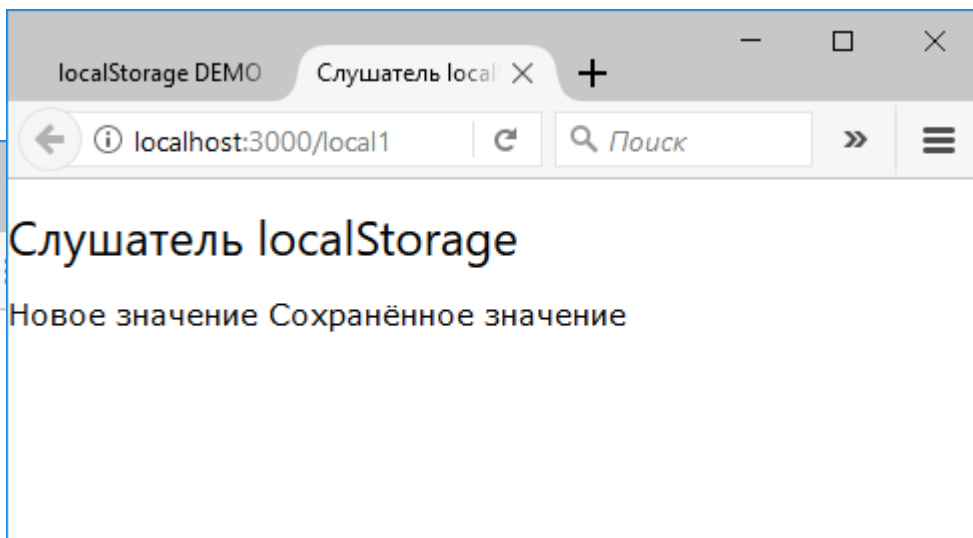 localStorage DEMO
Слушатель local
localhost:3000/local1
Поиск
Слушатель localStorage
Новое значение Сохранённое значение